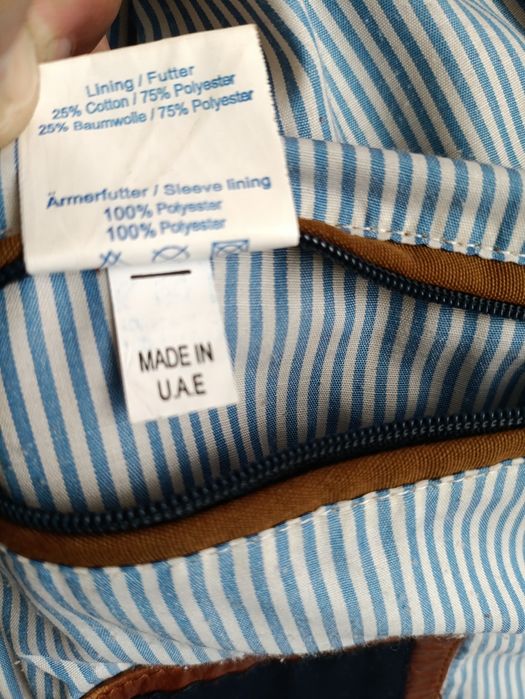 Lining / Futter
25% Cotton / 75% Polyester
25% Baumwolle / 75% Polyester
Ärmerfutter / Sleeve lining
100% Polyester
100% Polyester
MADE IN
U.A.E